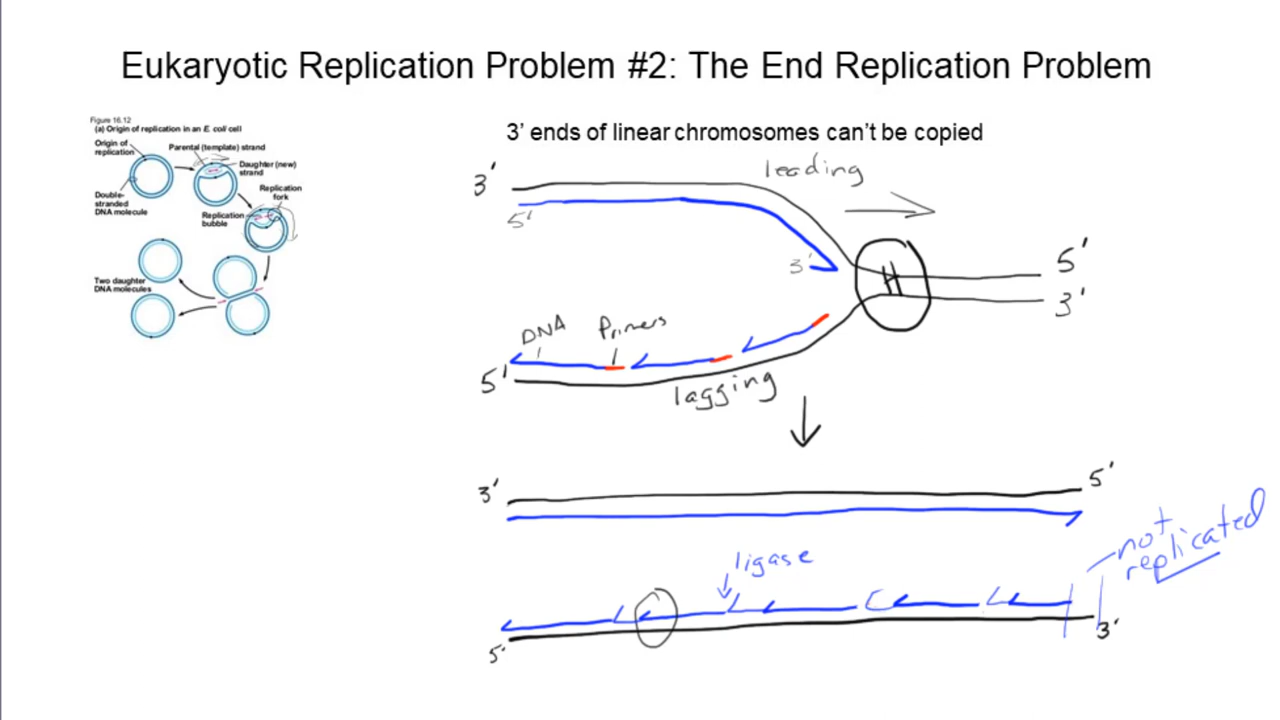 Eukaryotic Replication Problem #2: The End Replication Problem
Figure 16.12
(a) Origin of replication in an E. coli cell
Origin of
replication
Parental (template) strand
Daughter (new)
strand
Replication
fork
Double-
stranded
DNA molecule
Replication
bubble
Two daughter
DNA molecules
3’ ends of linear chromosomes can’t be copied
leading
3'
5'
3'
5'
3'
DNA
Primers
5'
lagging
3'
5'
not
replicated
ligase
5'
3'